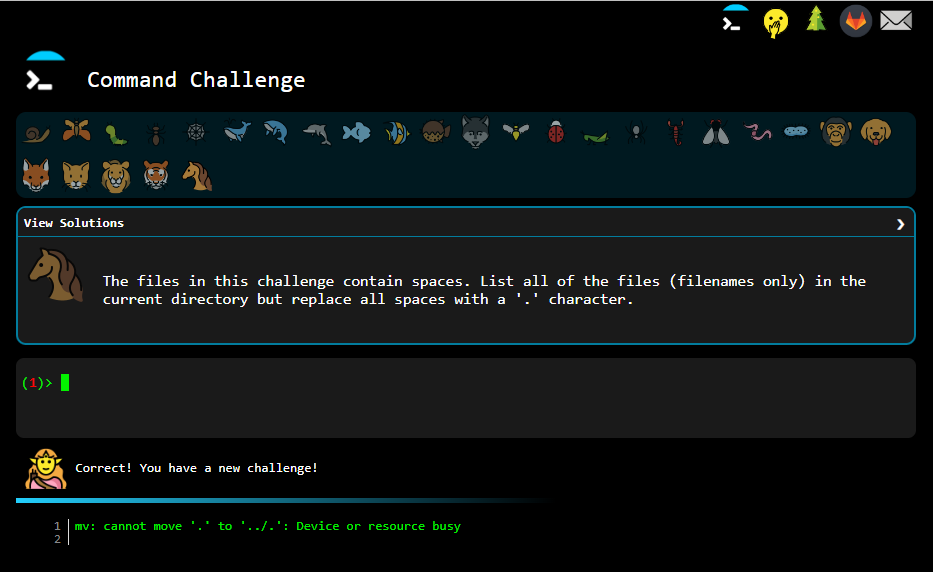 Command Challenge
View Solutions
The files in this challenge contain spaces. List all of the files (filenames only) in the
current directory but replace all spaces with a '.' character.
(1)>
Correct! You have a new challenge!
1 mv: cannot move '.' to '../.': Device or resource busy
2